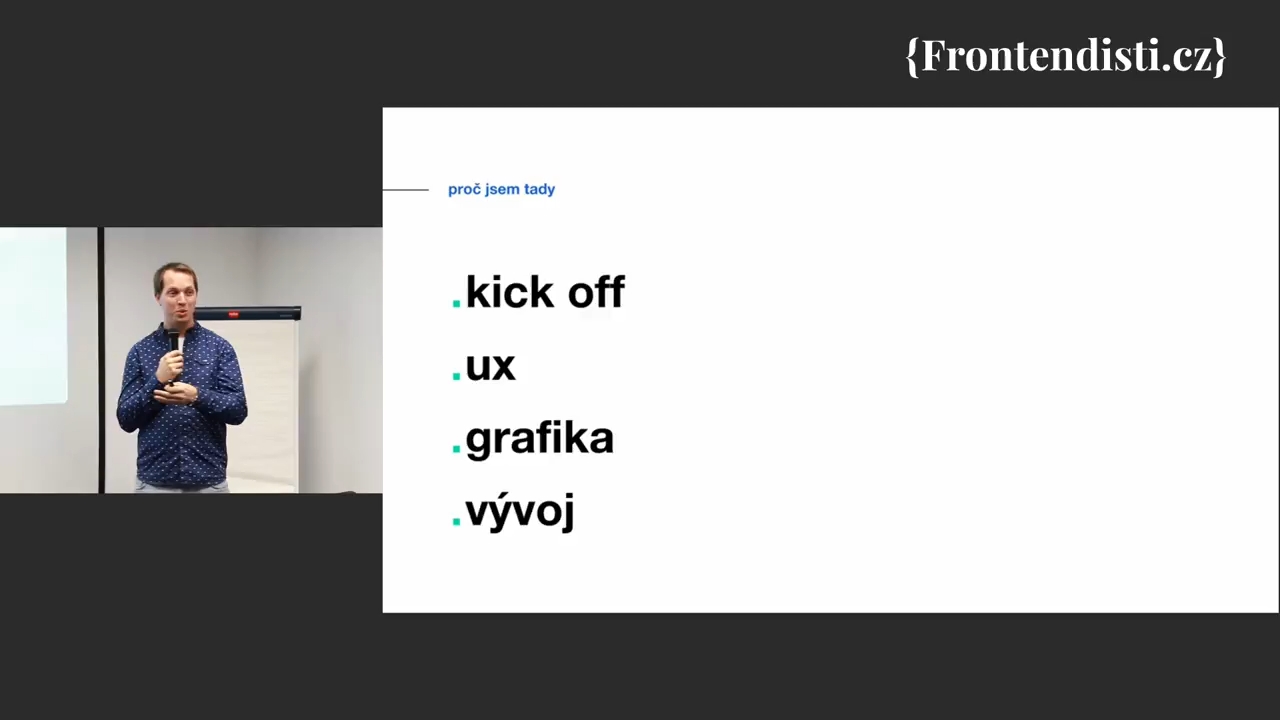 {Frontendisti.cz}
proč jsem tady
.kick off
.ux
.grafika
.vývoj